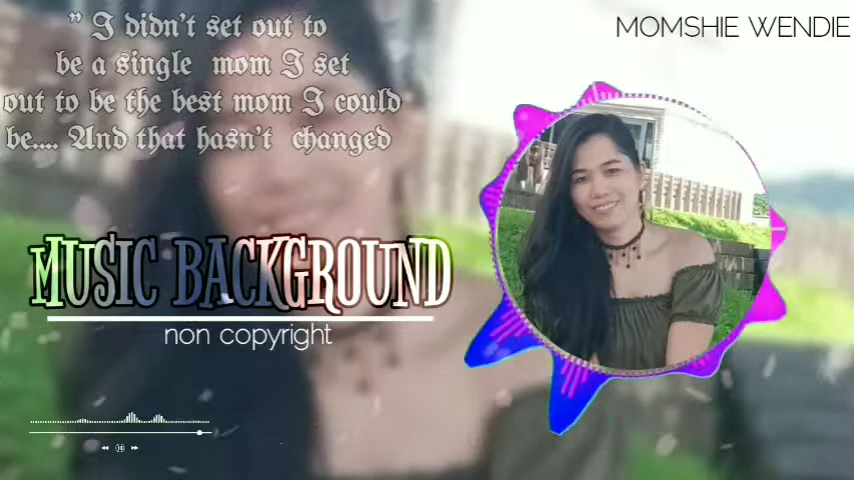 ” I didn't set out to
be a single mom I set
out to be the best mom I could
be.... And that hasn't changed
MOMSHIE WENDIE
MUSIC BACKGROUND
non copyright